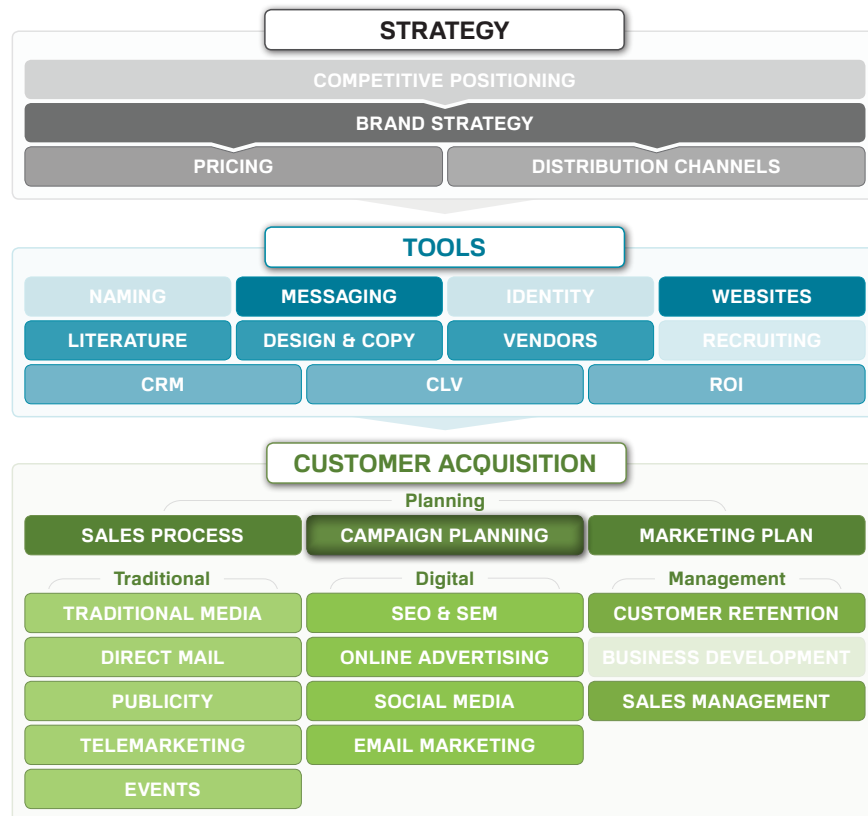 STRATEGY
COMPETITIVE POSITIONING
BRAND STRATEGY
PRICING
DISTRIBUTION CHANNELS
TOOLS
NAMING
MESSAGING
IDENTITY
WEBSITES
LITERATURE
DESIGN & COPY
VENDORS
RECRUITING
CRM
CLV
ROI
CUSTOMER ACQUISITION
Planning
SALES PROCESS
CAMPAIGN PLANNING
MARKETING PLAN
Traditional
TRADITIONAL MEDIA
DIRECT MAIL
PUBLICITY
TELEMARKETING
EVENTS
Digital
SEO & SEM
ONLINE ADVERTISING
SOCIAL MEDIA
EMAIL MARKETING
Management
CUSTOMER RETENTION
BUSINESS DEVELOPMENT
SALES MANAGEMENT